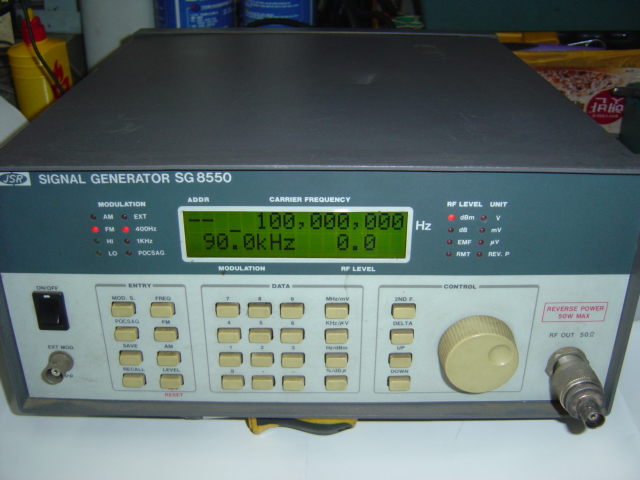 JSR SIGNAL GENERATOR SG 8550
ADDR CARRIER FREQUENCY
-- _ 100,000,000 Hz
90.0kHz 0.0
MODULATION RF LEVEL
MODULATION
AM EXT
FM 400Hz
HI 1KHz
LO POCSAG
RF LEVEL UNIT
dBm V
dB mV
EMF µV
RMT REV. P
ON/OFF
EXT MOD.
ENTRY
MOD. S. FREQ
POCSAG FM
SAVE AM
RECALL LEVEL
RESET
DATA
7 8 9 MHz/mV
4 5 6 KHz/µV
1 2 3 Hz/dBm
0 %/dBµ
CONTROL
2ND F.
DELTA
UP
DOWN
REVERSE POWER
50W MAX
RF OUT 50Ω